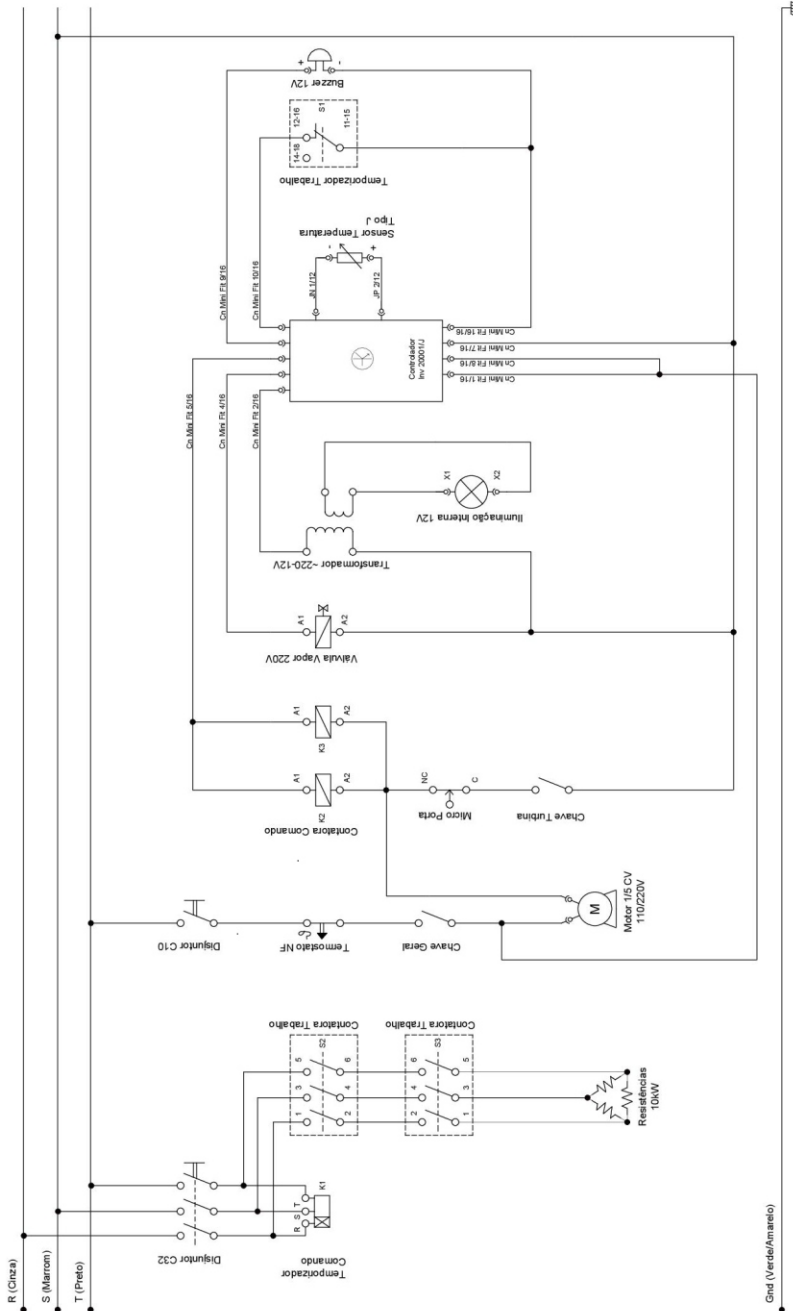 R (Cinza)
S (Marrom)
T (Preto)
Disjuntor C32
R
S
T
K1
Temporizador
Comando
Contatora Trabalho
1
3
5
S2
2
4
6
Contatora Trabalho
2
4
6
S3
1
3
5
Resistências
10kW
Disjuntor C10
Termostato NF
Chave Geral
M
Motor 1/5 CV
110/220V
Contatora Comando
K2
A1
A2
K3
A1
A2
Micro Porta
NC
C
Chave Turbina
Válvula Vapor 220V
A1
A2
Transformador ~220-12V
Iluminação Interna 12V
X1
X2
Cn Mini Fit 5/16
Cn Mini Fit 4/16
Cn Mini Fit 2/16
Cn Mini Fit 9/16
Cn Mini Fit 10/16
Controlador
Inv 20001/J
Cn Mini Fit 1/16
Cn Mini Fit 8/16
Cn Mini Fit 7/16
Cn Mini Fit 16/16
JN 1/12
JP 2/12
Sensor Temperatura
Tipo J
-
+
Temporizador Trabalho
14-18
12-16
S1
11-15
Buzzer 12V
+
-
Gnd (Verde/Amarelo)